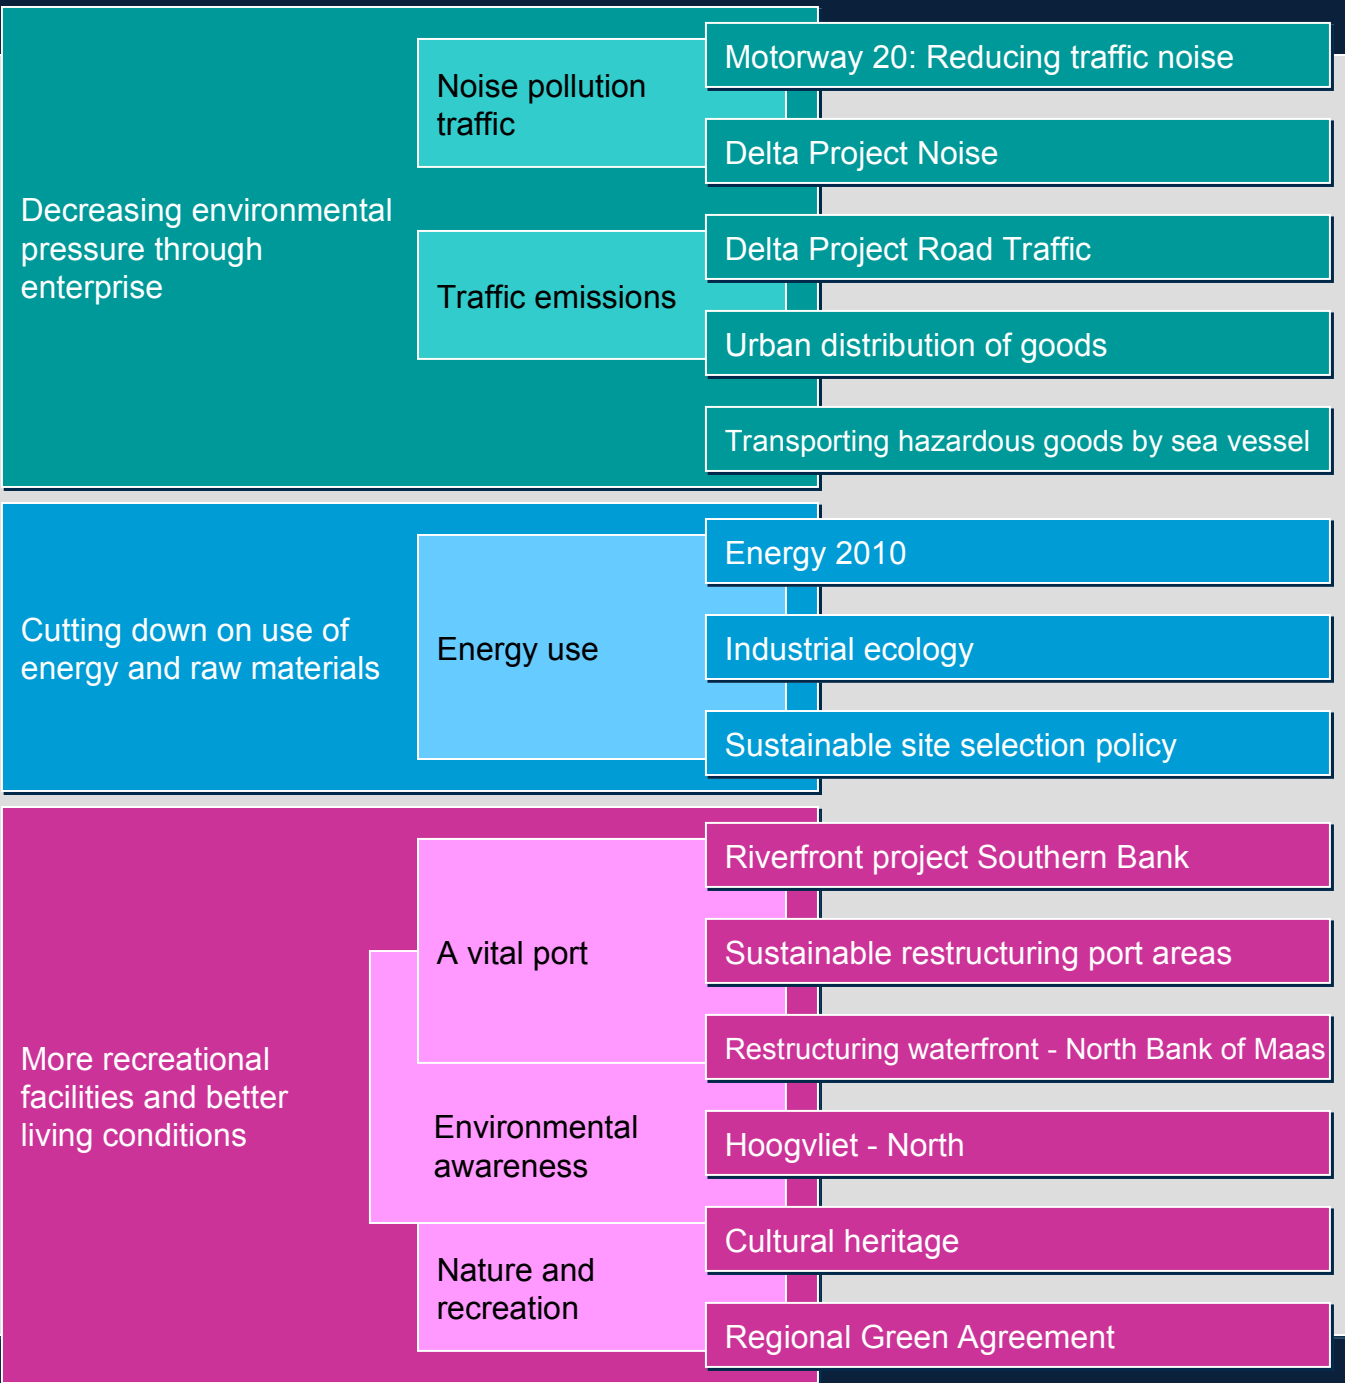 Decreasing environmental
pressure through
enterprise
Noise pollution
traffic
Motorway 20: Reducing traffic noise
Delta Project Noise
Traffic emissions
Delta Project Road Traffic
Urban distribution of goods
Transporting hazardous goods by sea vessel
Cutting down on use of
energy and raw materials
Energy use
Energy 2010
Industrial ecology
Sustainable site selection policy
More recreational
facilities and better
living conditions
A vital port
Riverfront project Southern Bank
Sustainable restructuring port areas
Restructuring waterfront - North Bank of Maas
Environmental
awareness
Hoogvliet - North
Nature and
recreation
Cultural heritage
Regional Green Agreement